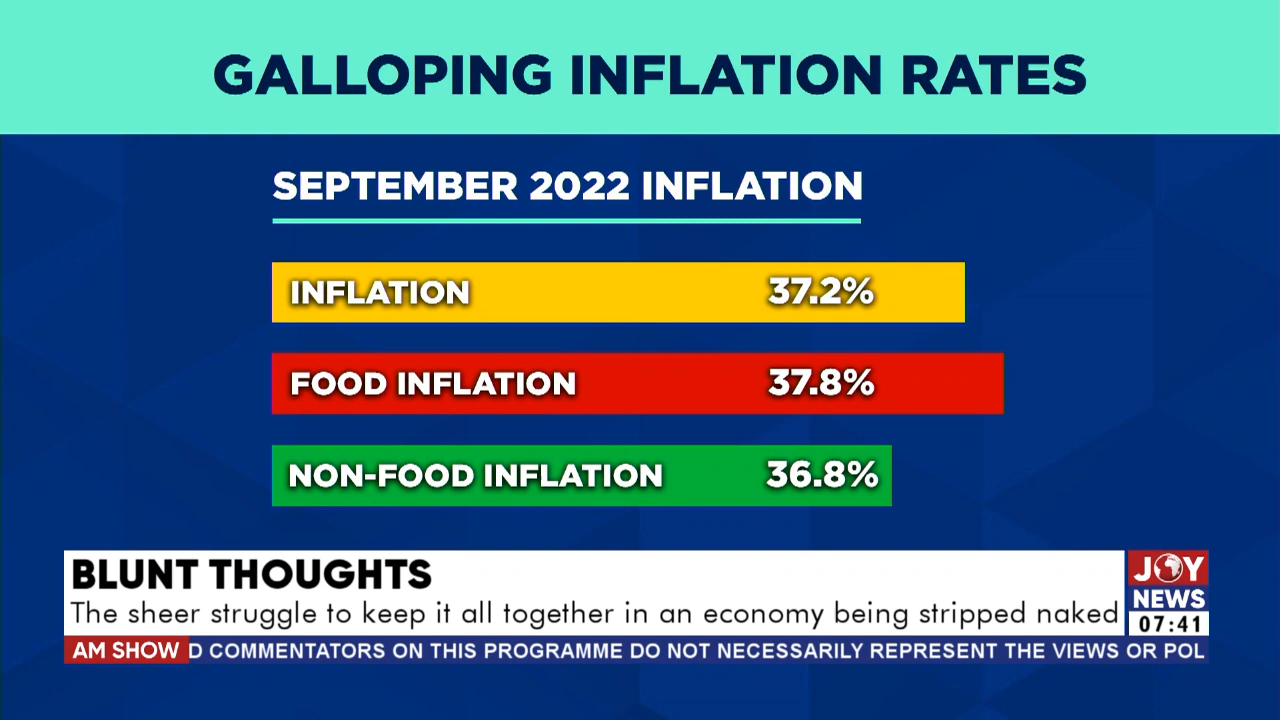 GALLOPING INFLATION RATES
SEPTEMBER 2022 INFLATION
INFLATION 37.2%
FOOD INFLATION 37.8%
NON-FOOD INFLATION 36.8%
BLUNT THOUGHTS
The sheer struggle to keep it all together in an economy being stripped naked
JOY
NEWS
07:41
AM SHOW D COMMENTATORS ON THIS PROGRAMME DO NOT NECESSARILY REPRESENT THE VIEWS OR POL